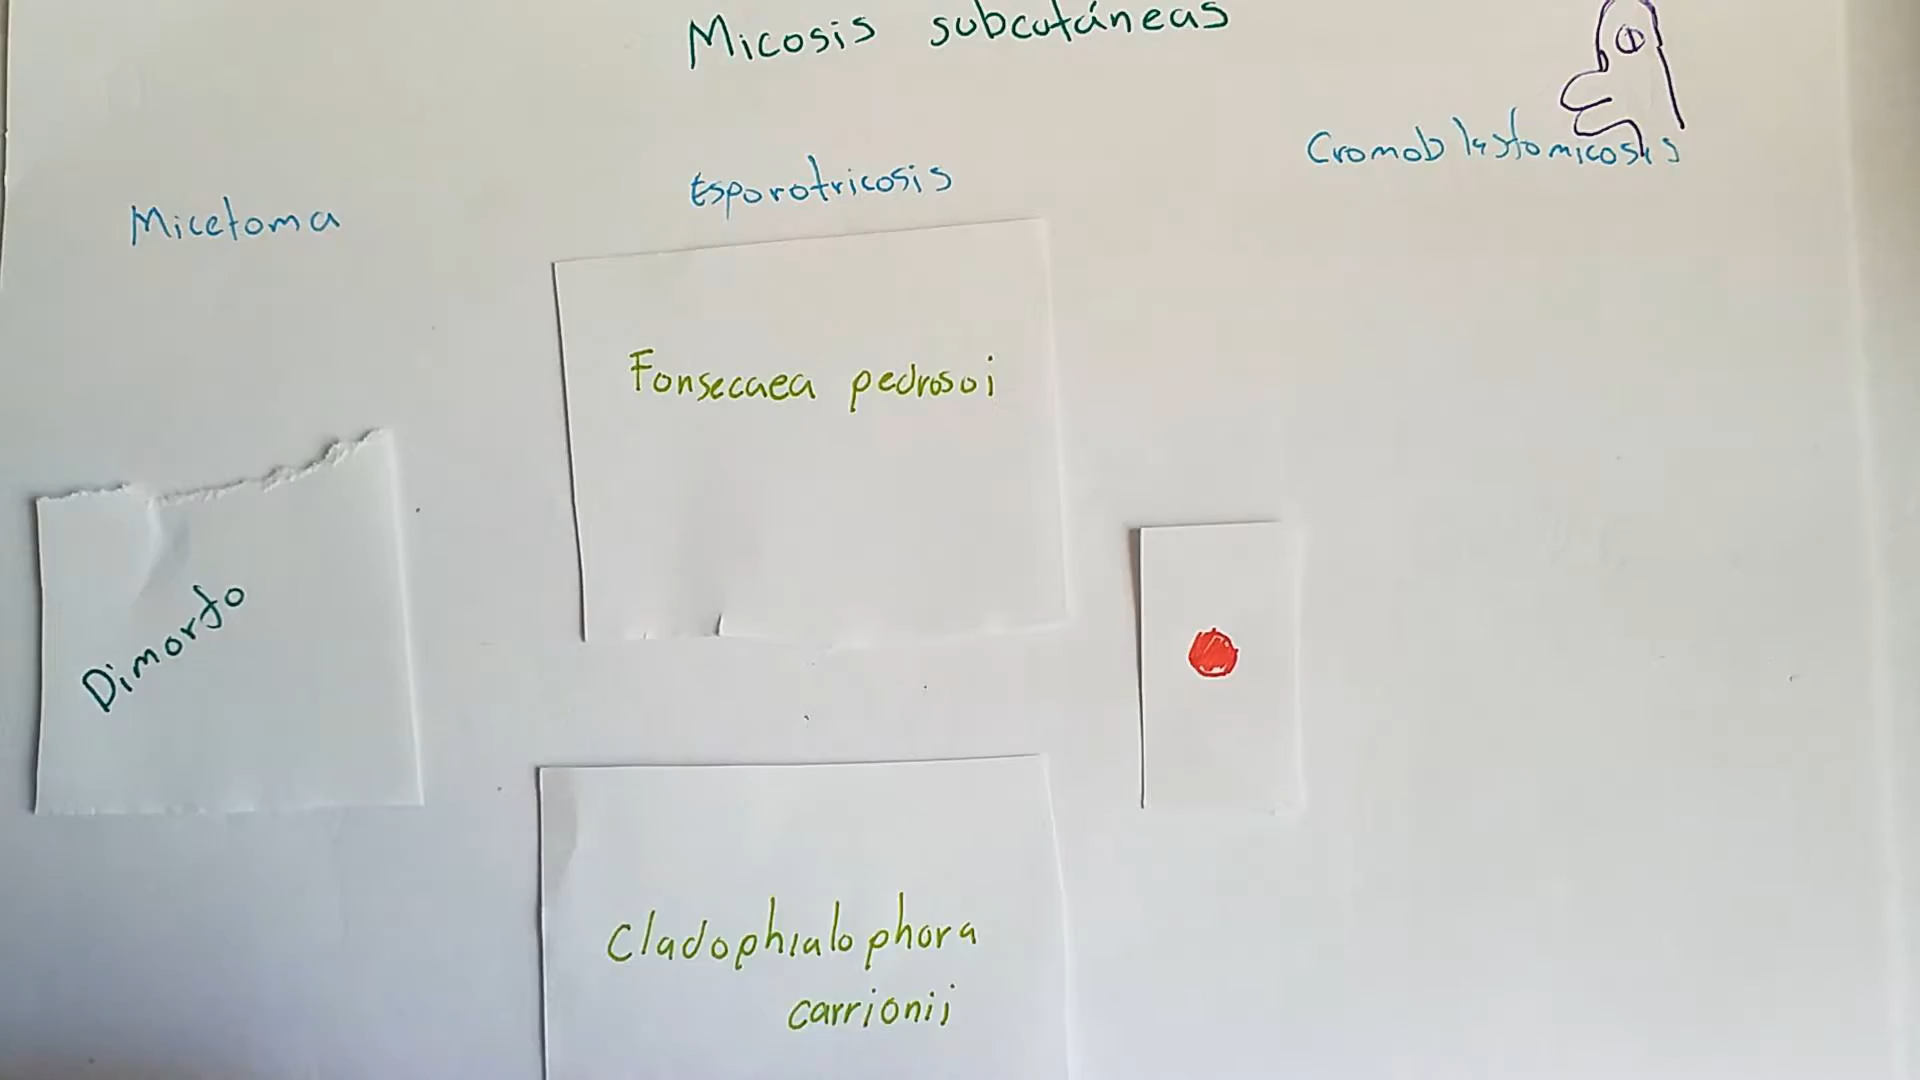 Micosis subcutáneas
Micetoma
Esporotricosis
Cromoblastomicosis
Fonsecaea pedrosoi
Dimorfo
Cladophialophora
carrionii